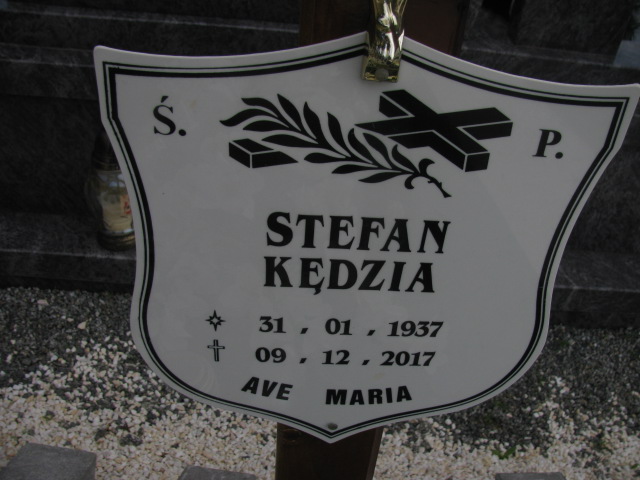 Ś. P.
STEFAN
KĘDZIA
31 . 01 . 1937
09 . 12 . 2017
AVE MARIA